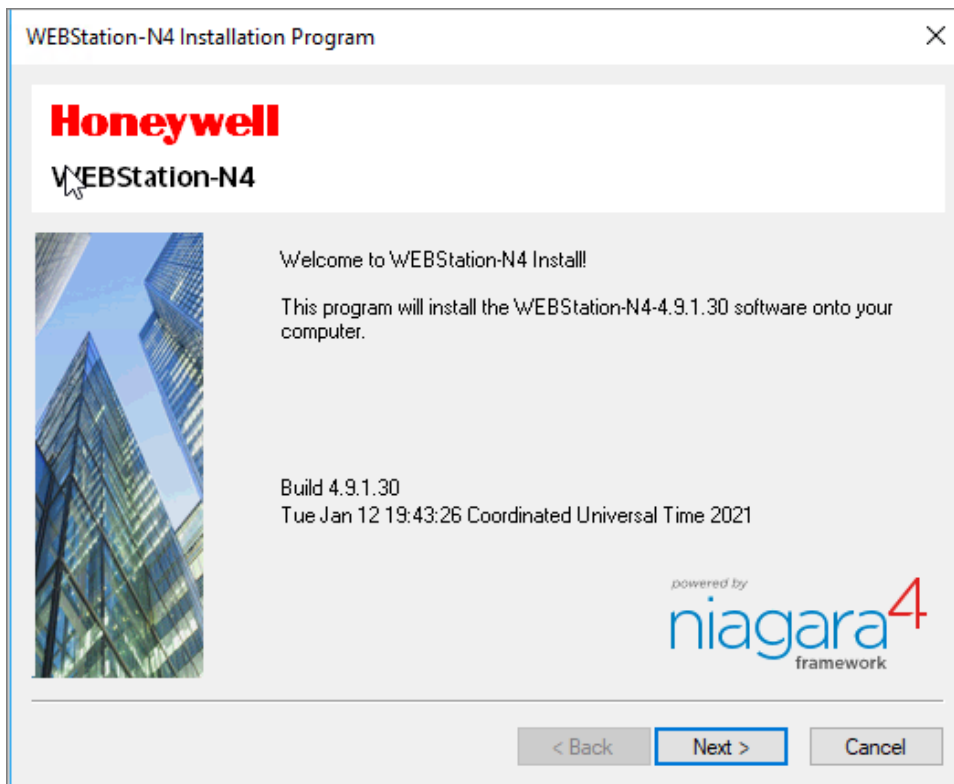 WEBStation-N4 Installation Program
Honeywell
WEBStation-N4
Welcome to WEBStation-N4 Install!
This program will install the WEBStation-N4-4.9.1.30 software onto your
computer.
Build 4.9.1.30
Tue Jan 12 19:43:26 Coordinated Universal Time 2021
powered by
niagara4
framework
< Back
Next >
Cancel